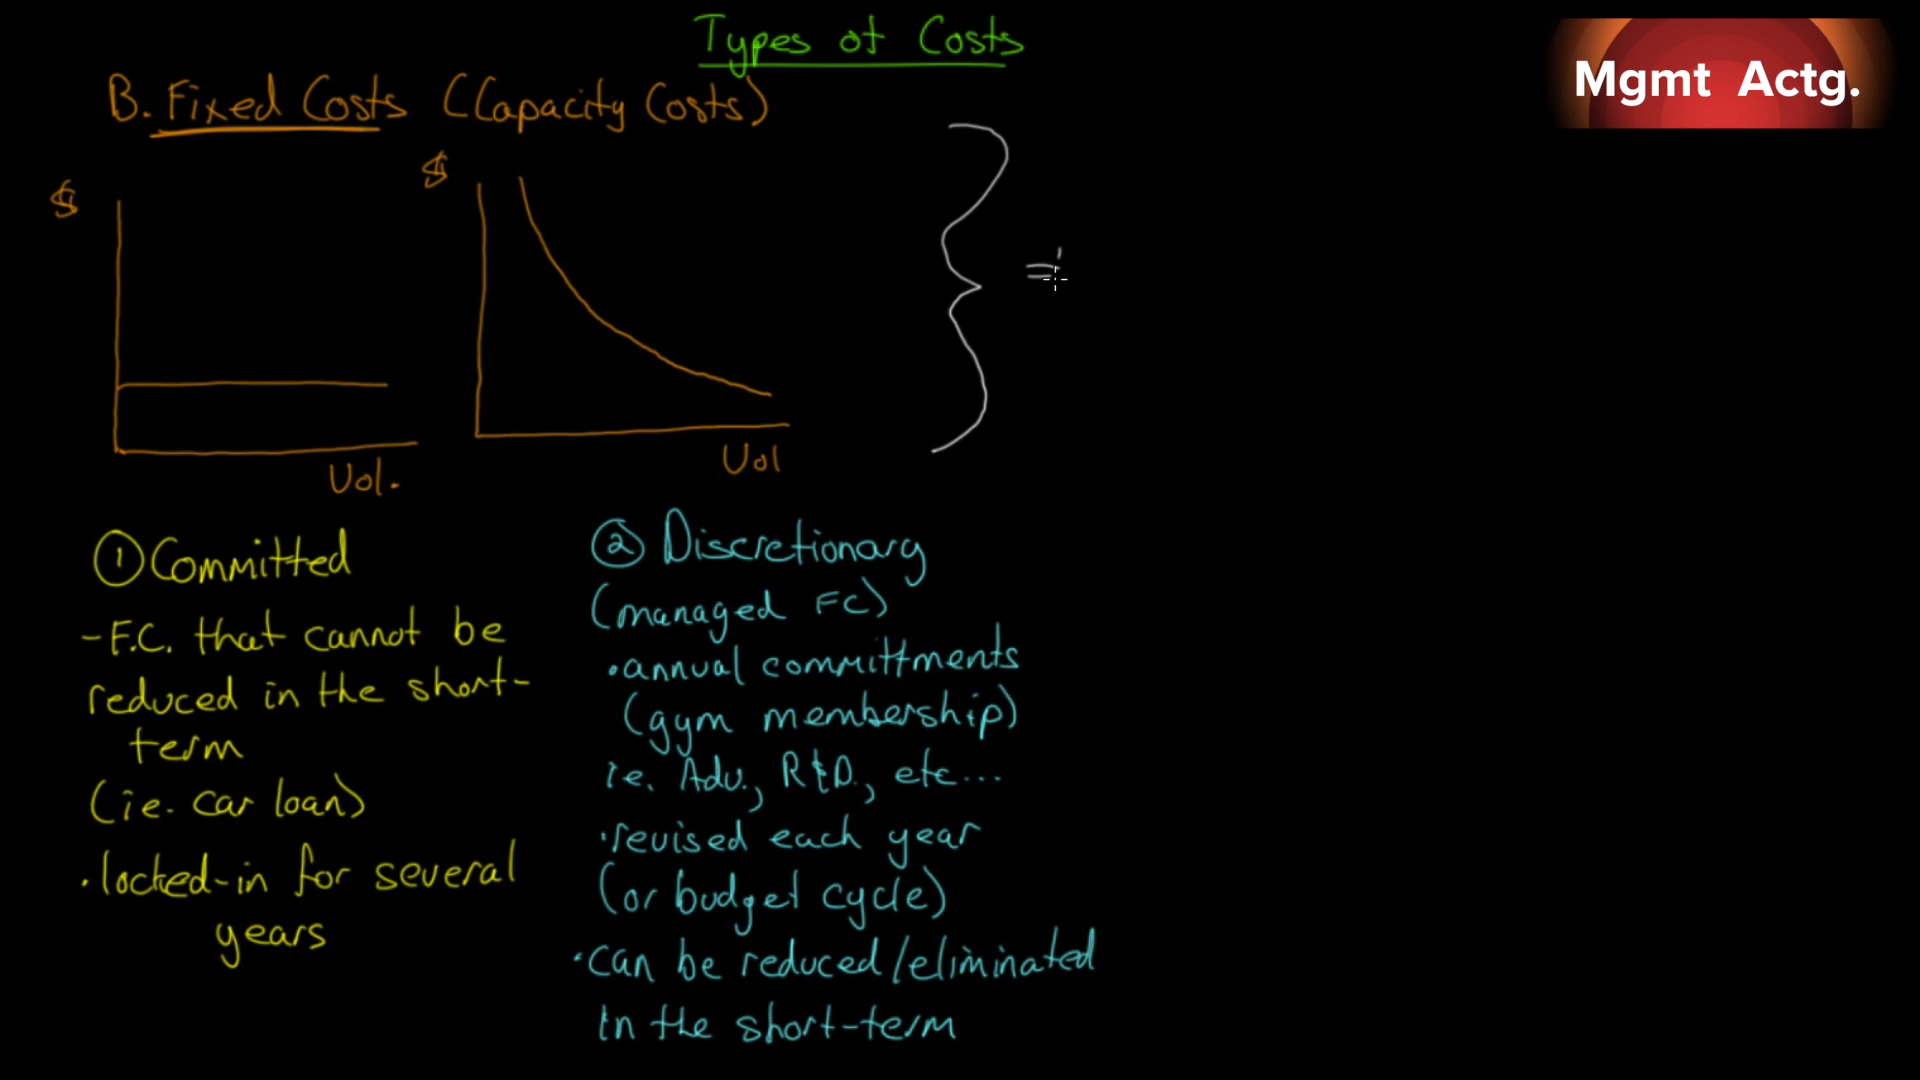 Types of Costs
Mgmt Actg.
B. Fixed Costs (Capacity Costs)
$
$
Vol.
Vol
① Committed
- F.C. that cannot be
reduced in the short-
term
(ie. car loan)
• locked-in for several
years
② Discretionary
(managed FC)
• annual committments
(gym membership)
ie. Adv., R&D., etc...
• revised each year
(or budget cycle)
• can be reduced/eliminated
in the short-term